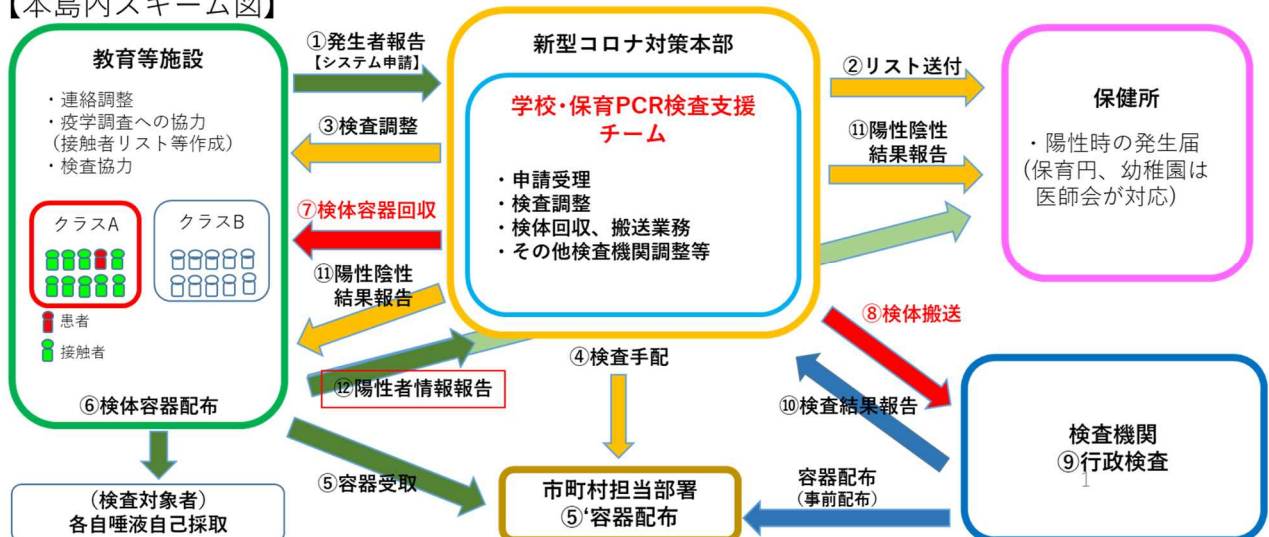 【本島内スキーム図】
教育等施設
・連絡調整
・疫学調査への協力
(接触者リスト等作成)
・検査協力
クラスA
クラスB
患者
接触者
⑥検体容器配布
(検査対象者)
各自唾液自己採取
①発生者報告
【システム申請】
③検査調整
⑦検体容器回収
⑪陽性陰性
結果報告
⑫陽性者情報報告
⑤容器受取
新型コロナ対策本部
学校・保育PCR検査支援
チーム
・申請受理
・検査調整
・検体回収、搬送業務
・その他検査機関調整等
④検査手配
市町村担当部署
⑤‘容器配布
②リスト送付
⑪陽性陰性
結果報告
保健所
・陽性時の発生届
(保育円、幼稚園は
医師会が対応)
⑧検体搬送
⑩検査結果報告
容器配布
(事前配布)
検査機関
⑨行政検査
1